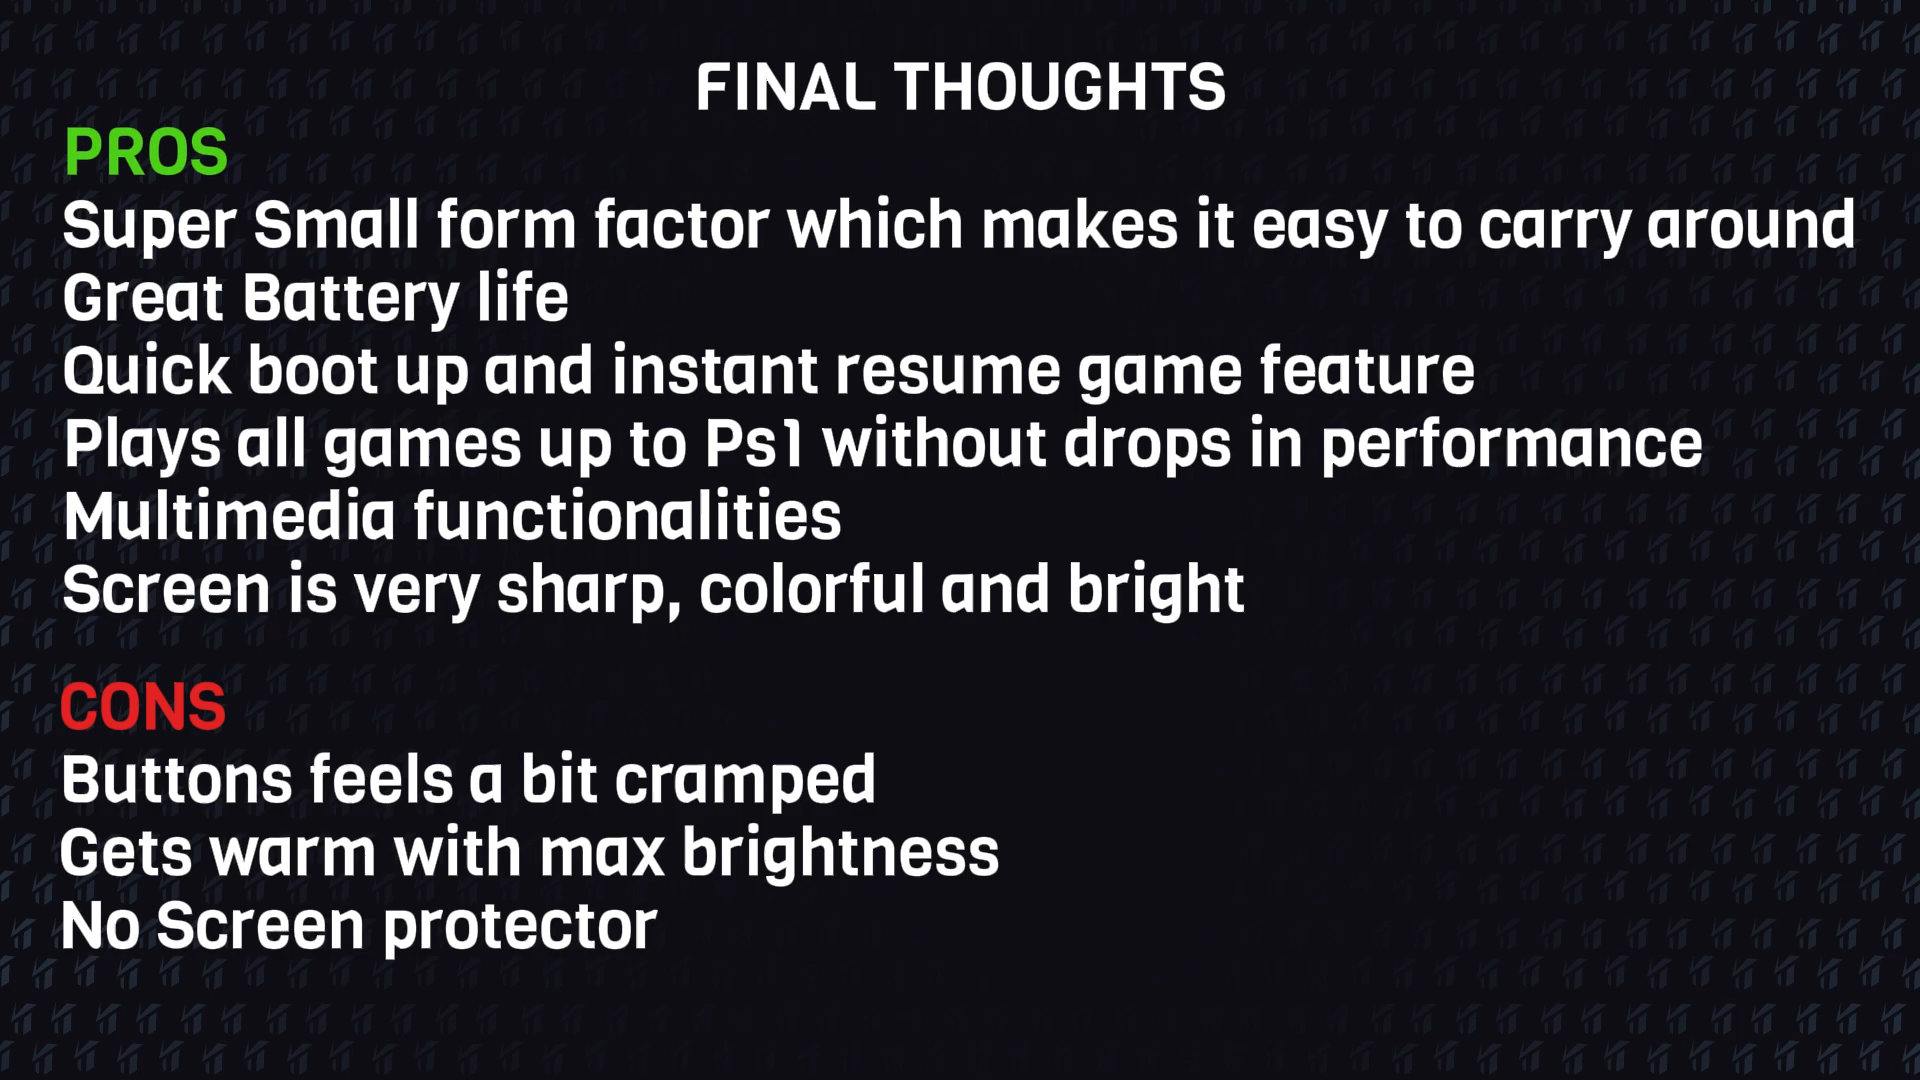 FINAL THOUGHTS
PROS
Super Small form factor which makes it easy to carry around
Great Battery life
Quick boot up and instant resume game feature
Plays all games up to Ps1 without drops in performance
Multimedia functionalities
Screen is very sharp, colorful and bright
CONS
Buttons feels a bit cramped
Gets warm with max brightness
No Screen protector